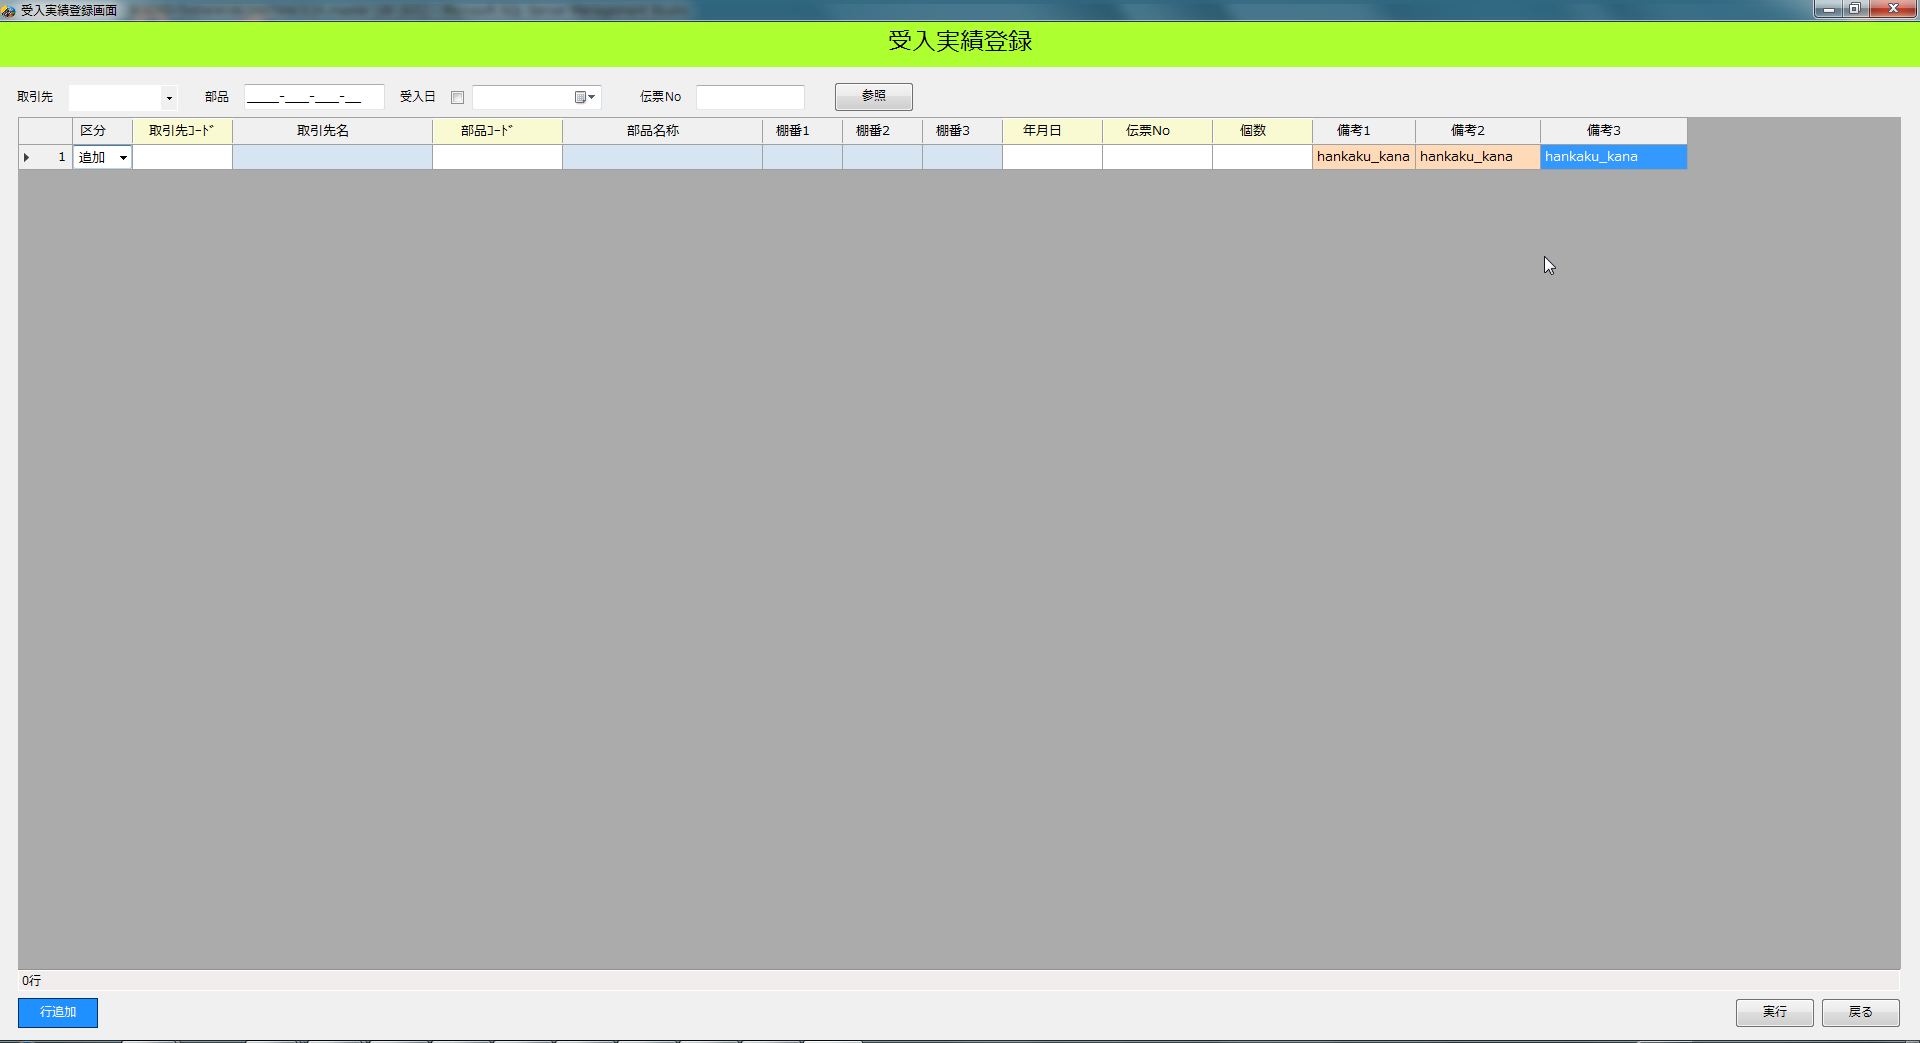 受入実績登録画面
受入実績登録
取引先 部品 ____-___-___-__ 受入日 伝票No 参照
区分 取引先ｺｰﾄﾞ 取引先名 部品ｺｰﾄﾞ 部品名称 棚番1 棚番2 棚番3 年月日 伝票No 個数 備考1 備考2 備考3
1 追加 hankaku_kana hankaku_kana hankaku_kana
0行
行追加 実行 戻る